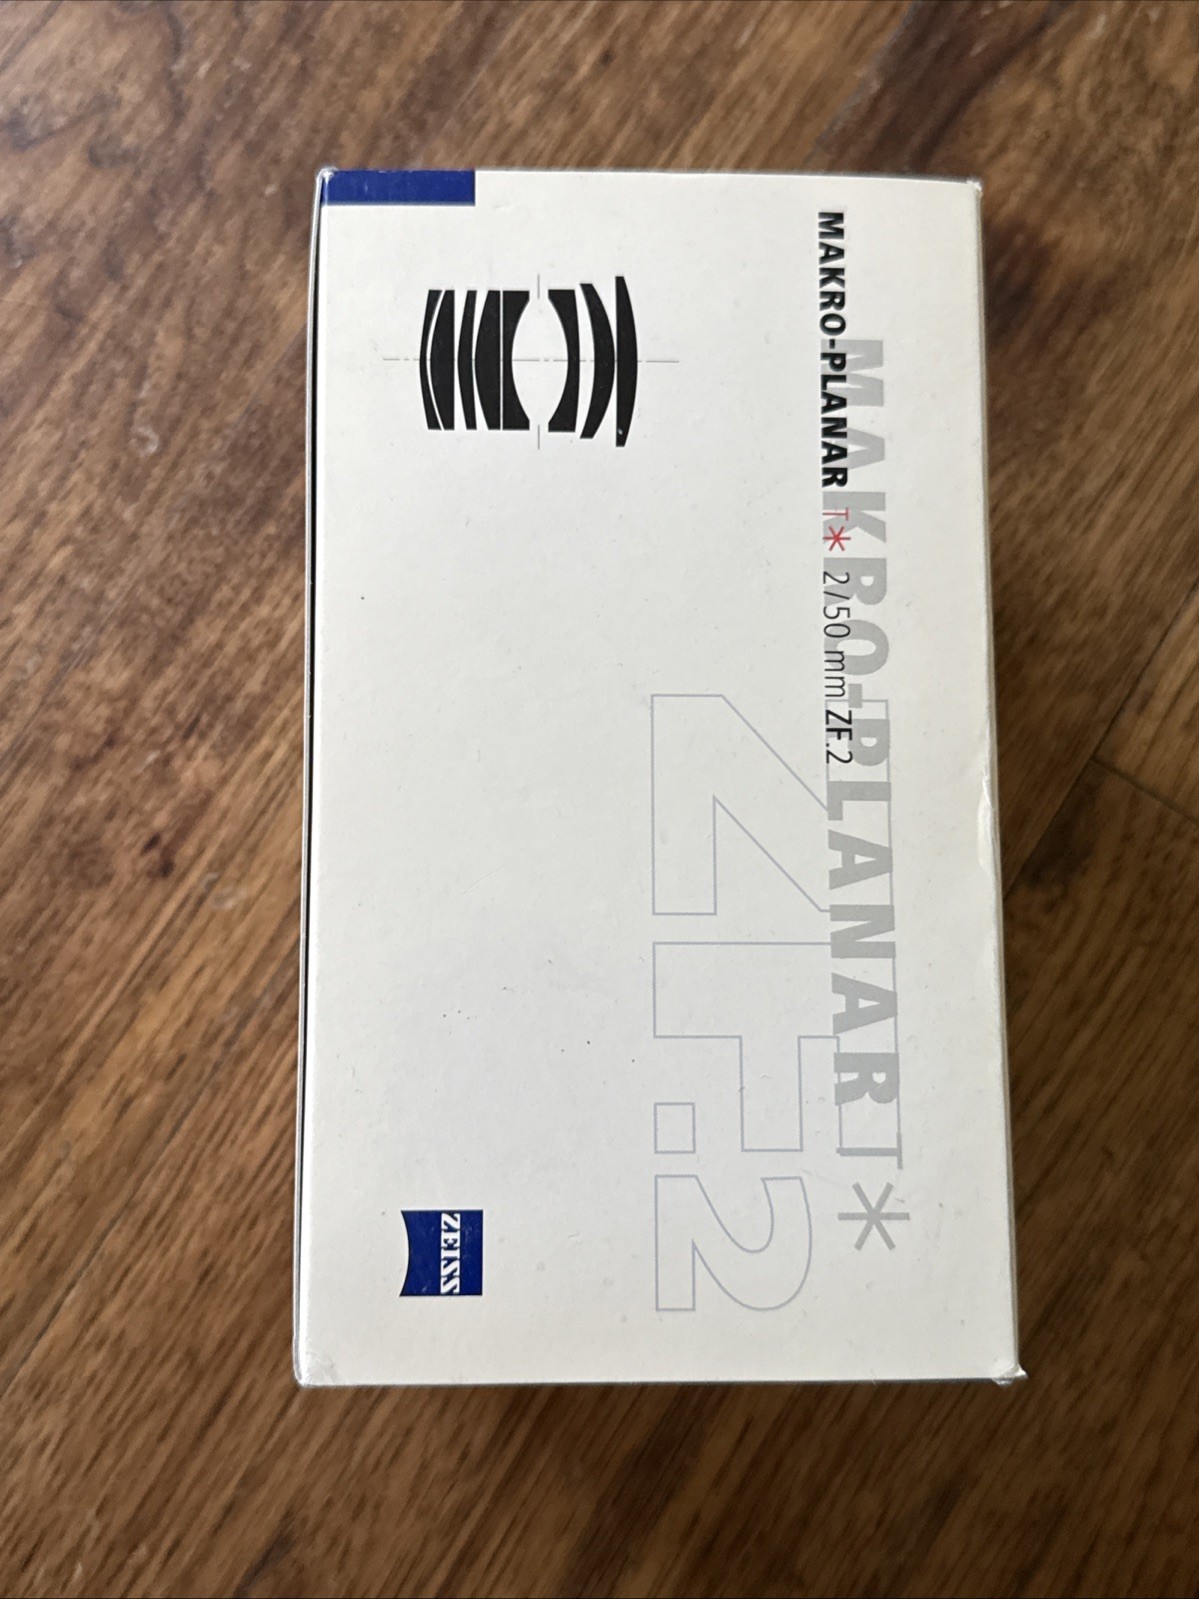 MAKRO-PLANAR T* 2/50 mm ZF.2
MAKRO-PLANAR T*
ZF.2
ZEISS